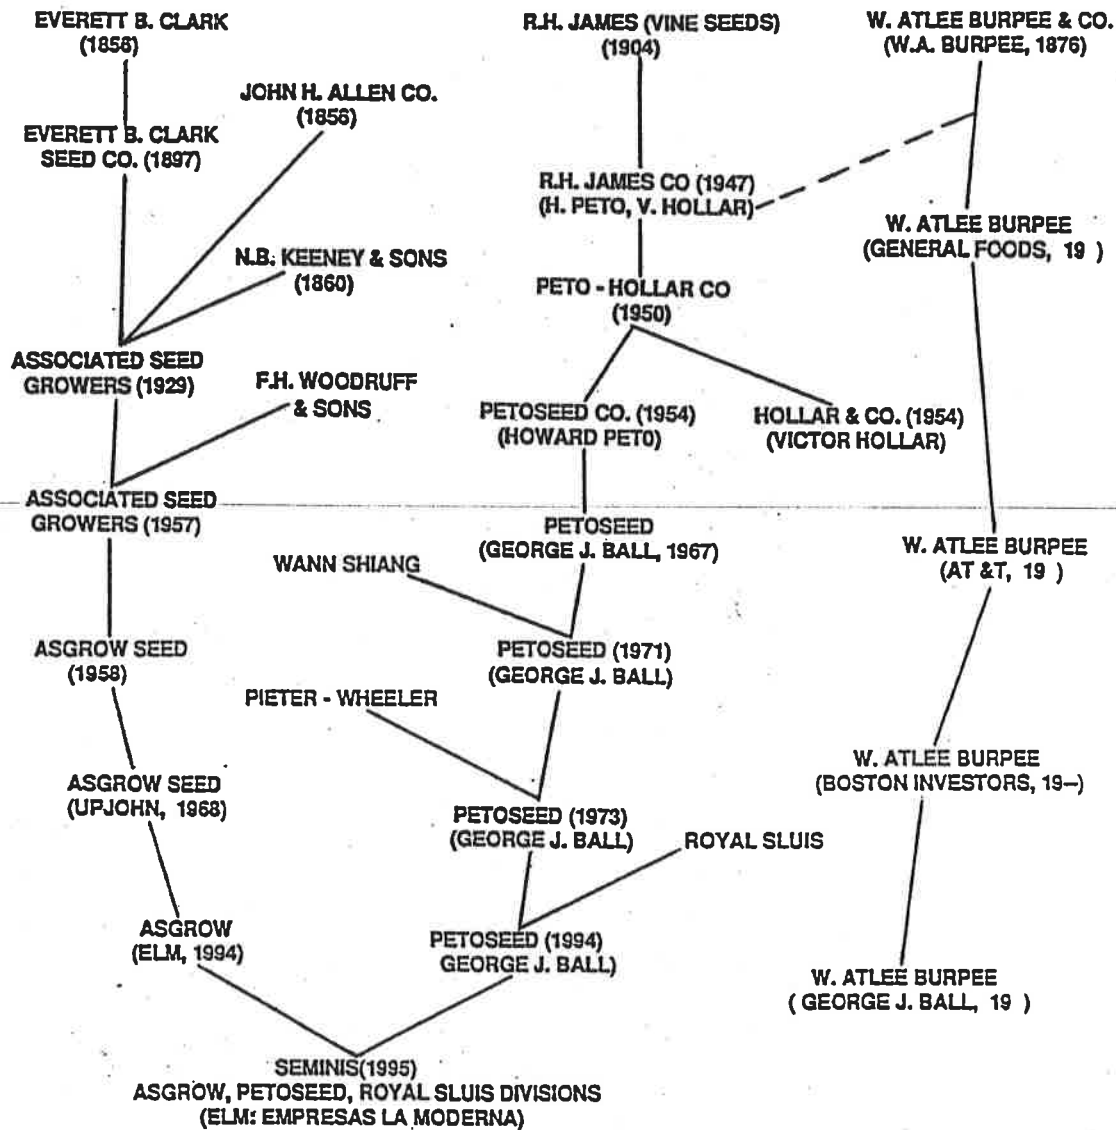 EVERETT B. CLARK
(1856)
R.H. JAMES (VINE SEEDS)
(1904)
W. ATLEE BURPEE & CO.
(W.A. BURPEE, 1876)
JOHN H. ALLEN CO.
(1856)
EVERETT B. CLARK
SEED CO. (1897)
R.H. JAMES CO (1947)
(H. PETO, V. HOLLAR)
W. ATLEE BURPEE
(GENERAL FOODS, 19 )
N.B. KEENEY & SONS
(1860)
PETO - HOLLAR CO
(1950)
ASSOCIATED SEED
GROWERS (1929)
F.H. WOODRUFF
& SONS
PETOSEED CO. (1954)
(HOWARD PETO)
HOLLAR & CO. (1954)
(VICTOR HOLLAR)
ASSOCIATED SEED
GROWERS (1957)
PETOSEED
(GEORGE J. BALL, 1967)
W. ATLEE BURPEE
(AT &T, 19 )
WANN SHIANG
ASGROW SEED
(1958)
PETOSEED (1971)
(GEORGE J. BALL)
PIETER - WHEELER
W. ATLEE BURPEE
(BOSTON INVESTORS, 19–)
ASGROW SEED
(UPJOHN, 1968)
PETOSEED (1973)
(GEORGE J. BALL)
ROYAL SLUIS
ASGROW
(ELM, 1994)
PETOSEED (1994)
GEORGE J. BALL)
W. ATLEE BURPEE
( GEORGE J. BALL, 19 )
SEMINIS(1995)
ASGROW, PETOSEED, ROYAL SLUIS DIVISIONS
(ELM: EMPRESAS LA MODERNA)